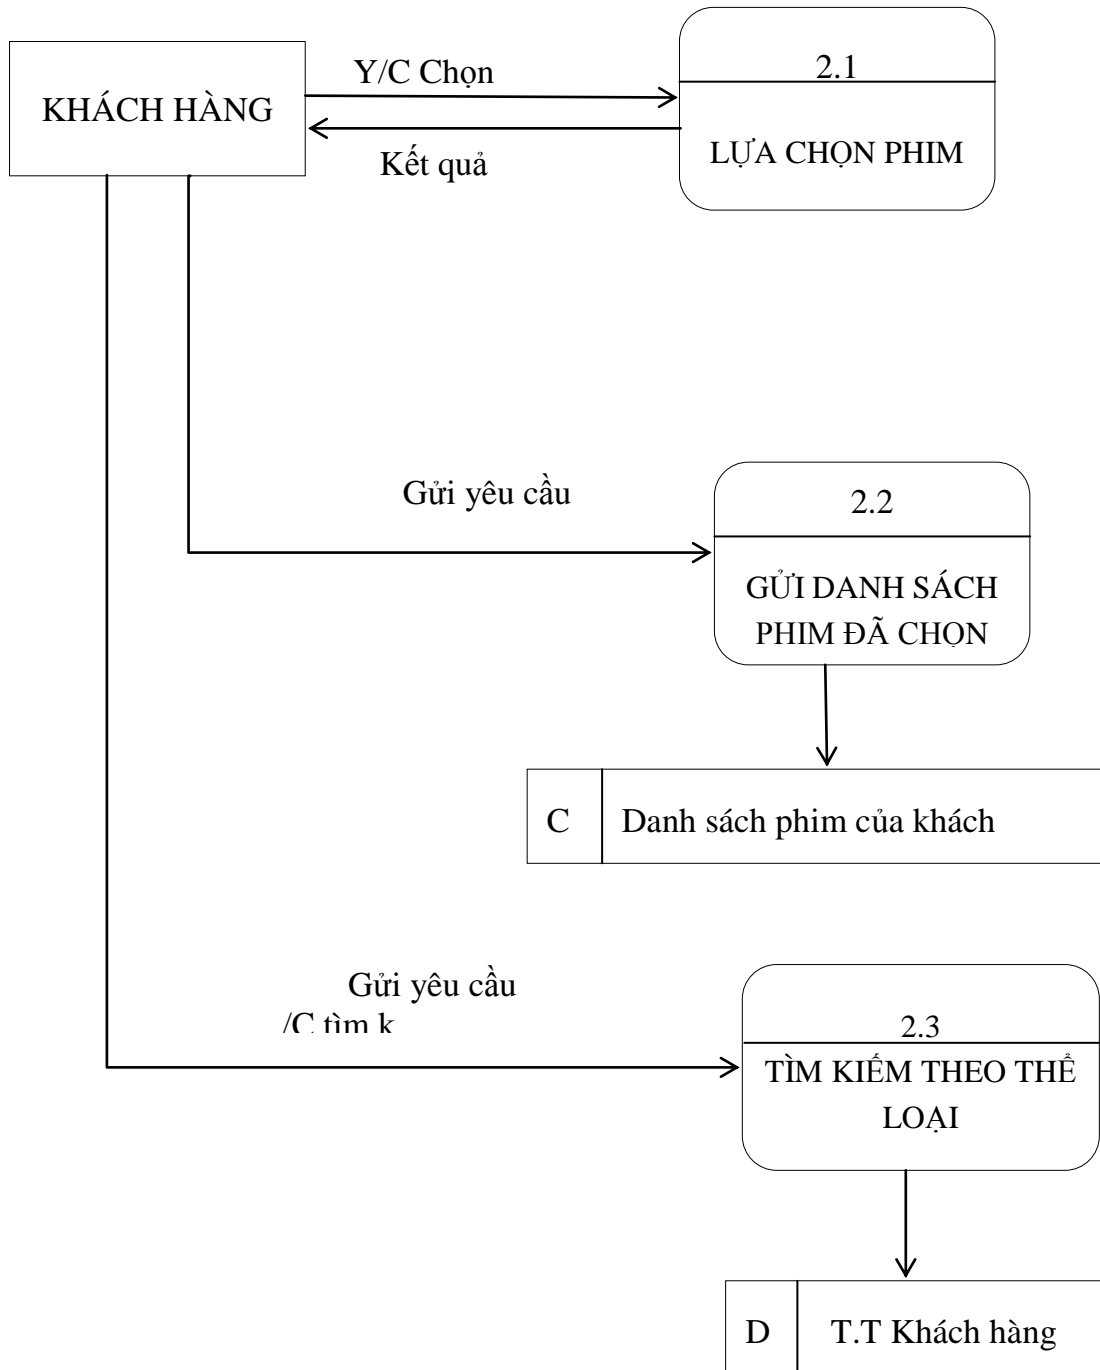 KHÁCH HÀNG
Y/C Chọn
Kết quả
2.1
LỰA CHỌN PHIM
Gửi yêu cầu
2.2
GỬI DANH SÁCH
PHIM ĐÃ CHỌN
C
Danh sách phim của khách
Gửi yêu cầu
/C tìm k
2.3
TÌM KIẾM THEO THỂ
LOẠI
D
T.T Khách hàng